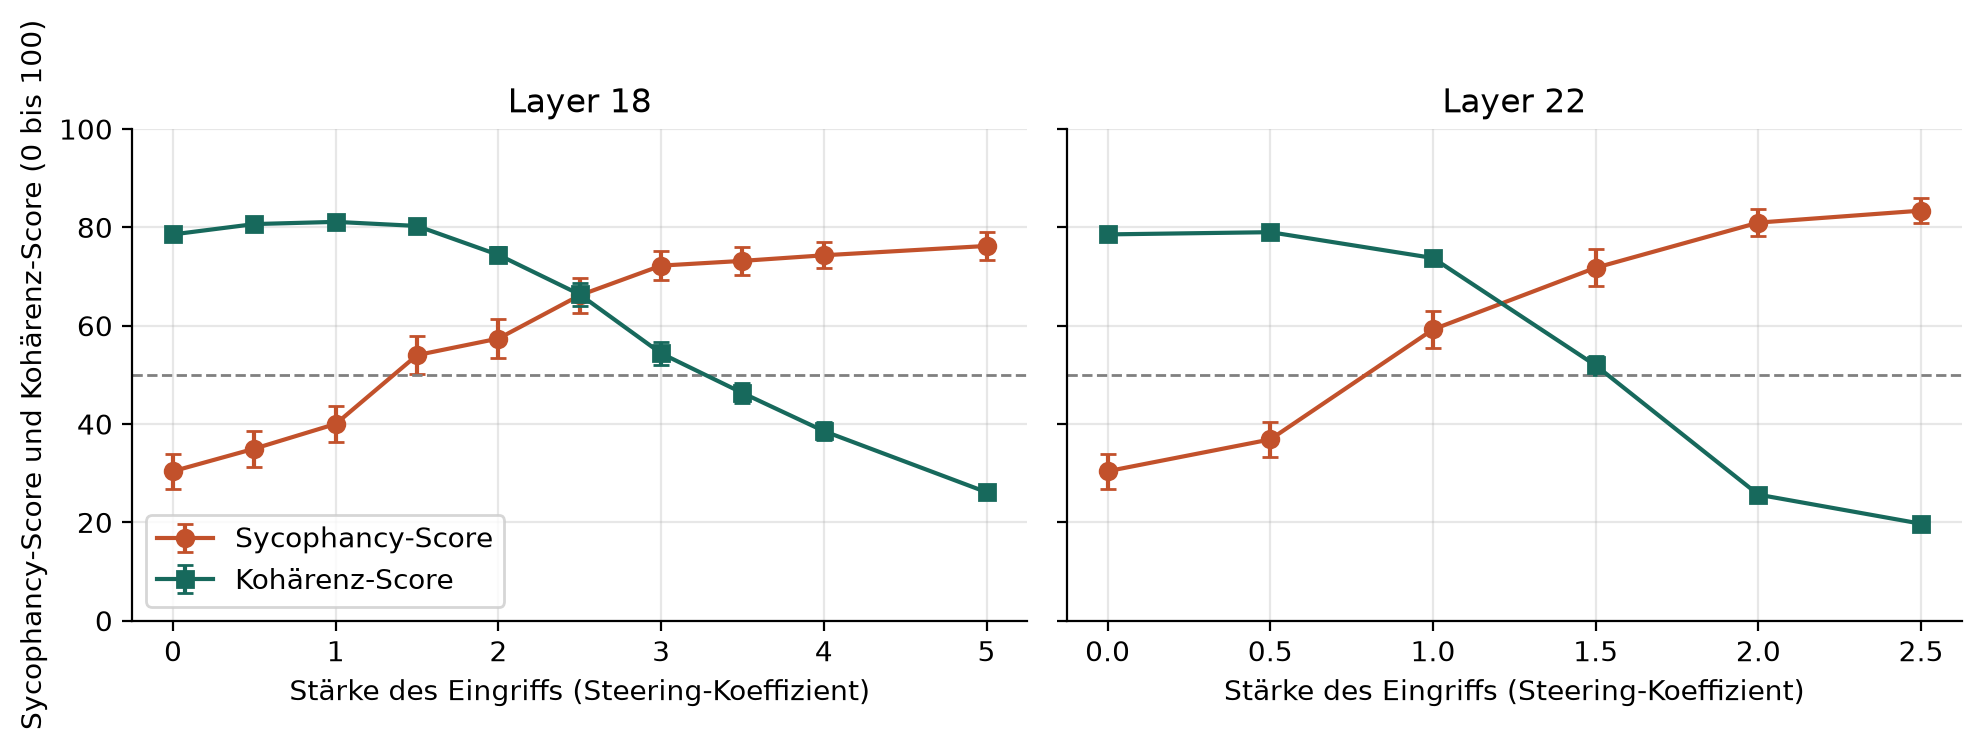 Sycophancy-Score und Kohärenz-Score (0 bis 100)
Layer 18
100
80
60
40
20
0
Sycophancy-Score
Kohärenz-Score
0 1 2 3 4 5
Stärke des Eingriffs (Steering-Koeffizient)
Layer 22
0.0 0.5 1.0 1.5 2.0 2.5
Stärke des Eingriffs (Steering-Koeffizient)